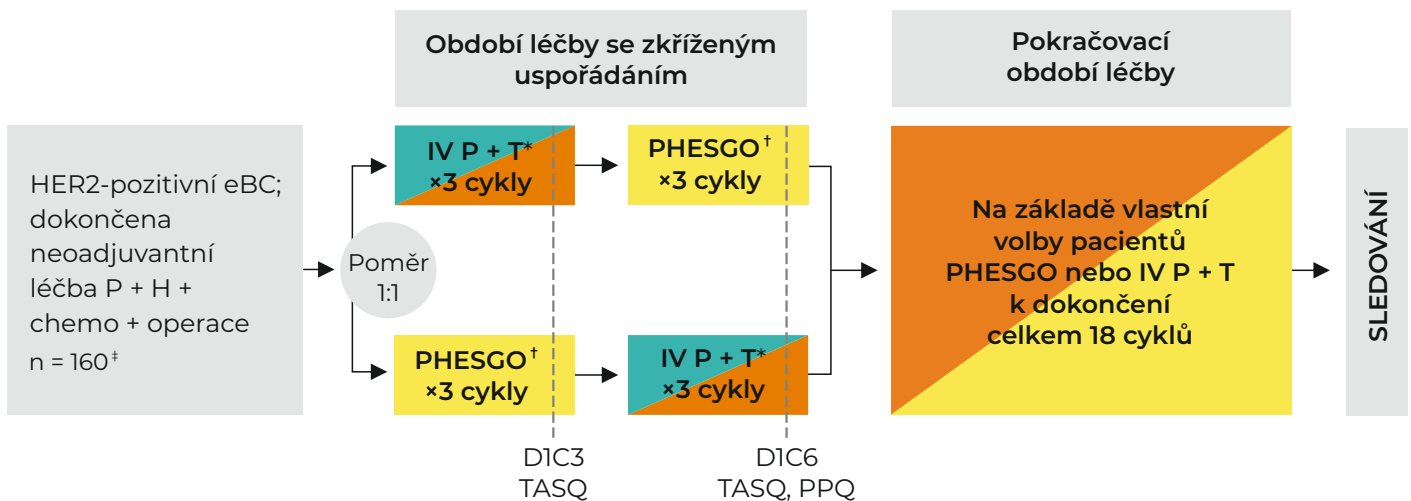 Období léčby se zkříženým
uspořádáním
Pokračovací
období léčby
HER2-pozitivní eBC;
dokončena
neoadjuvantní
léčba P + H +
chemo + operace
n = 160‡
Poměr
1:1
IV P + T*
×3 cykly
PHESGO†
×3 cykly
PHESGO†
×3 cykly
IV P + T*
×3 cykly
D1C3
TASQ
D1C6
TASQ, PPQ
Na základě vlastní
volby pacientů
PHESGO nebo IV P + T
k dokončení
celkem 18 cyklů
SLEDOVÁNÍ